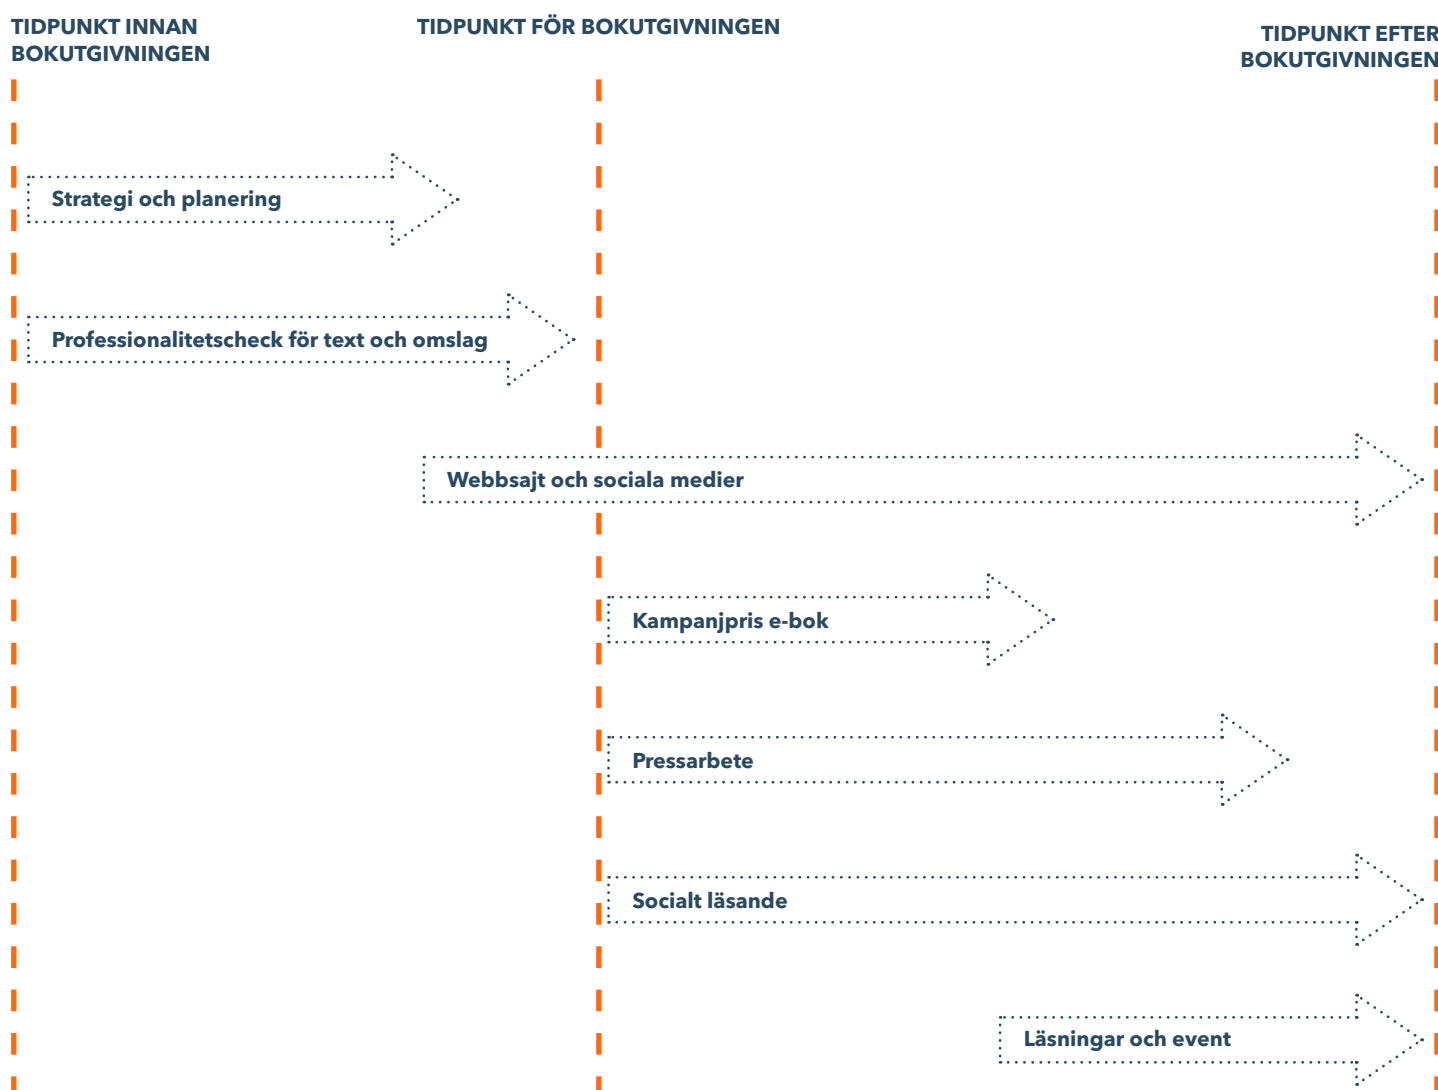 TIDPUNKT INNAN
BOKUTGIVNINGEN
TIDPUNKT FÖR BOKUTGIVNINGEN
TIDPUNKT EFTER
BOKUTGIVNINGEN
Strategi och planering
Professionalitetscheck för text och omslag
Webbsajt och sociala medier
Kampanjpris e-bok
Pressarbete
Socialt läsande
Läsningar och event